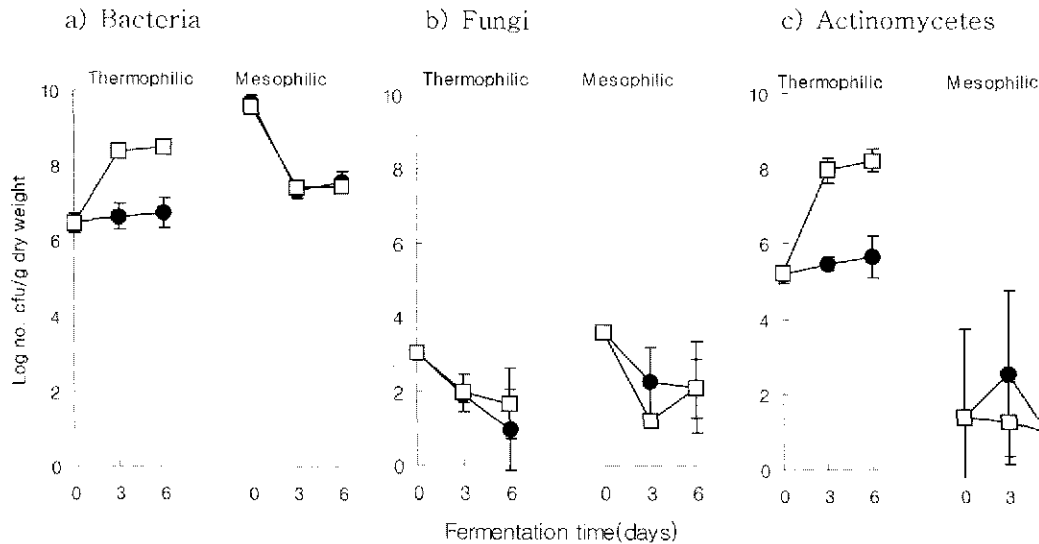 a) Bacteria
b) Fungi
c) Actinomycetes
Thermophilic
Mesophilic
Thermophilic
Mesophilic
Thermophilic
Mesophilic
Log no. cfu/g dry weight
10
8
6
4
2
0
10
8
6
4
2
0
10
8
6
4
2
0
0 3 6
0 3 6
0 3 6
0 3 6
0 3 6
0 3
Fermentation time(days)